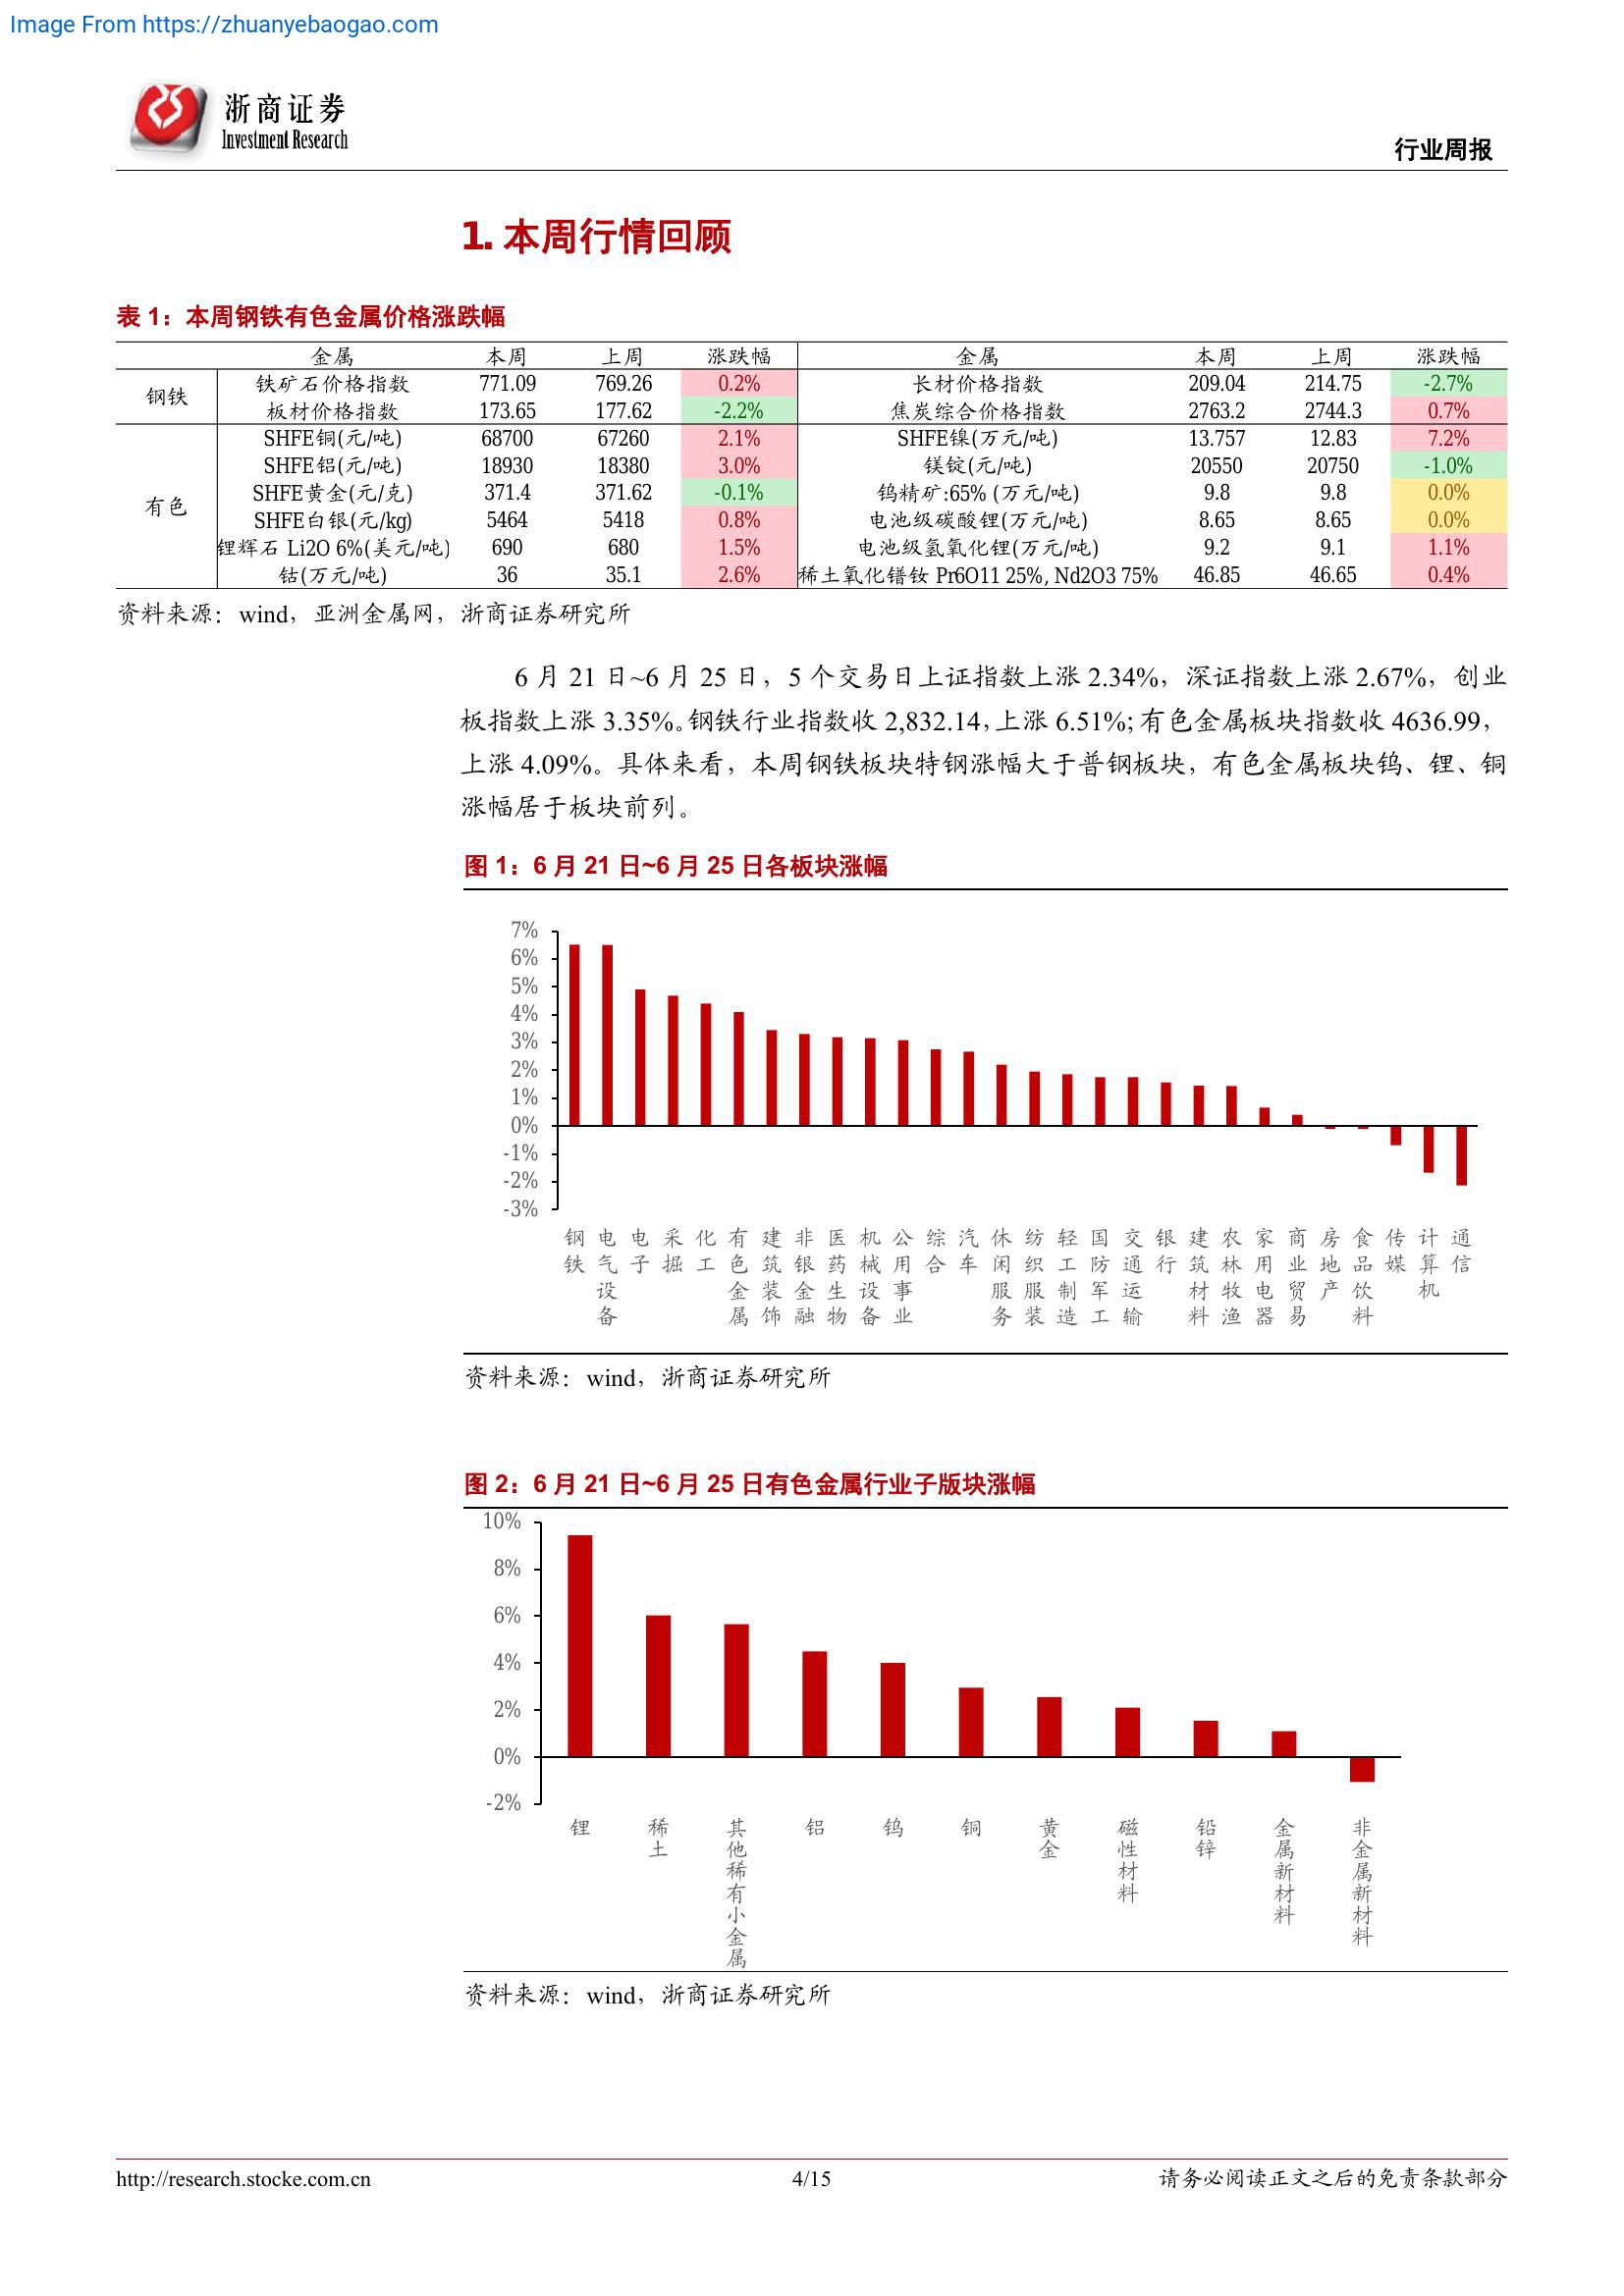 Image From https://zhuanyebaogao.com
浙商证券
Investment Research
行业周报
1. 本周行情回顾
表 1：本周钢铁有色金属价格涨跌幅
金属 本周 上周 涨跌幅 金属 本周 上周 涨跌幅
钢铁
铁矿石价格指数 771.09 769.26 0.2% 长材价格指数 209.04 214.75 -2.7%
板材价格指数 173.65 177.62 -2.2% 焦炭综合价格指数 2763.2 2744.3 0.7%
有色
SHFE铜(元/吨) 68700 67260 2.1% SHFE镍(万元/吨) 13.757 12.83 7.2%
SHFE铝(元/吨) 18930 18380 3.0% 镁锭(元/吨) 20550 20750 -1.0%
SHFE黄金(元/克) 371.4 371.62 -0.1% 钨精矿:65% (万元/吨) 9.8 9.8 0.0%
SHFE白银(元/kg) 5464 5418 0.8% 电池级碳酸锂(万元/吨) 8.65 8.65 0.0%
锂辉石 Li2O 6%(美元/吨) 690 680 1.5% 电池级氢氧化锂(万元/吨) 9.2 9.1 1.1%
钴(万元/吨) 36 35.1 2.6% 稀土氧化镨钕 Pr6O11 25%, Nd2O3 75% 46.85 46.65 0.4%
资料来源：wind，亚洲金属网，浙商证券研究所
6 月 21 日~6 月 25 日，5 个交易日上证指数上涨 2.34%，深证指数上涨 2.67%，创业
板指数上涨 3.35%。钢铁行业指数收 2,832.14，上涨 6.51%；有色金属板块指数收 4636.99，
上涨 4.09%。具体来看，本周钢铁板块特钢涨幅大于普钢板块，有色金属板块钨、锂、铜
涨幅居于板块前列。
图 1：6 月 21 日~6 月 25 日各板块涨幅
7%
6%
5%
4%
3%
2%
1%
0%
-1%
-2%
-3%
钢铁 电气设备 电子 采掘 化工 有色金属 建筑装饰 非银金融 医药生物 机械设备 公用事业 综合 汽车 休闲服务 纺织服装 轻工制造 国防军工 交通运输 银行 建筑材料 农林牧渔 家用电器 商业贸易 房地产 食品饮料 传媒 计算机 通信
资料来源：wind，浙商证券研究所
图 2：6 月 21 日~6 月 25 日有色金属行业子版块涨幅
10%
8%
6%
4%
2%
0%
-2%
锂 稀土 其他稀有小金属 铝 钨 铜 黄金 磁性材料 铅锌 金属新材料 非金属新材料
资料来源：wind，浙商证券研究所
http://research.stocke.com.cn 4/15 请务必阅读正文之后的免责条款部分